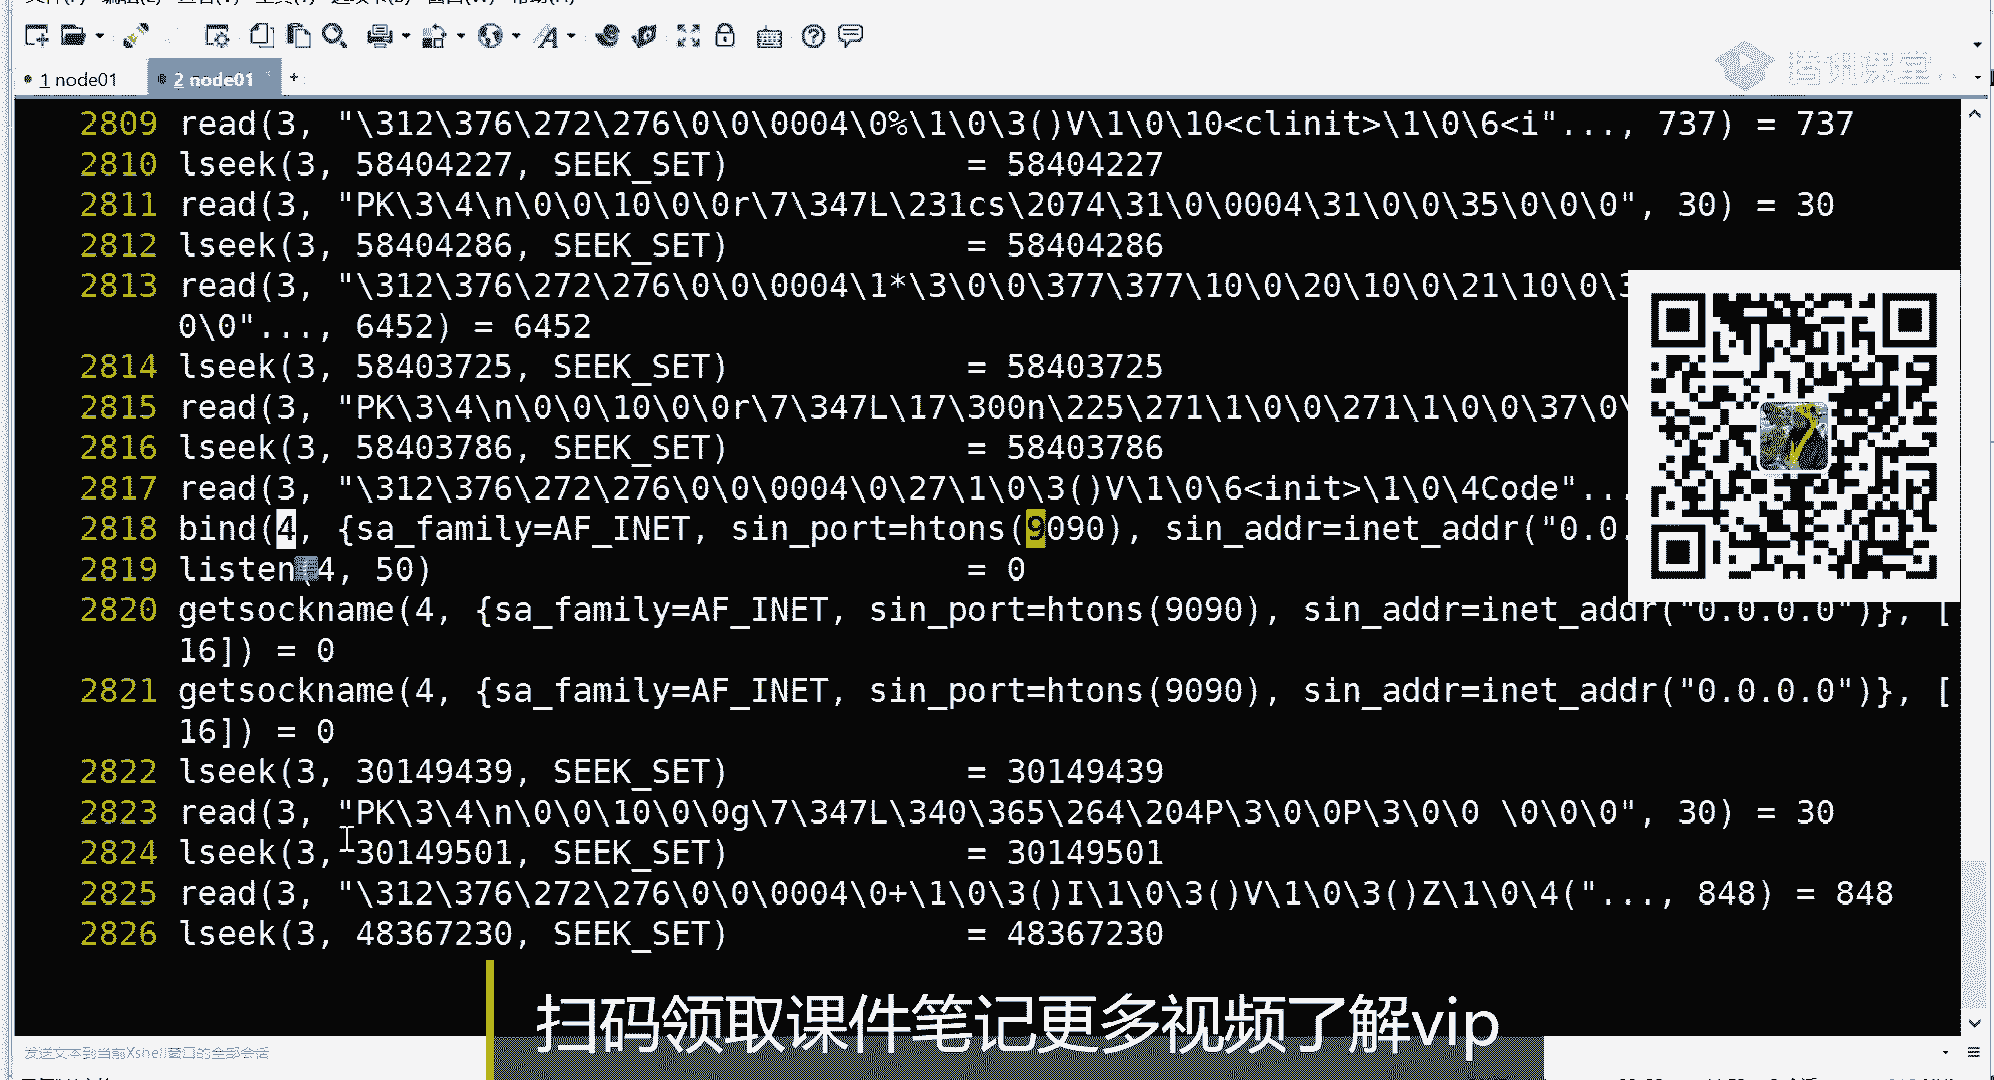 1 node01
2 node01
+
腾讯课堂
2809 read(3, "\312\376\272\276\0\0\0004\0%\1\0\3()V\1\0\10<clinit>\1\0\6<i"..., 737) = 737
2810 lseek(3, 58404227, SEEK_SET) = 58404227
2811 read(3, "PK\3\4\n\0\0\10\0\0r\7\347L\231cs\2074\31\0\0004\31\0\0\35\0\0\0", 30) = 30
2812 lseek(3, 58404286, SEEK_SET) = 58404286
2813 read(3, "\312\376\272\276\0\0\0004\1*\3\0\0\377\377\10\0\20\10\0\21\10\0\3
0\0"..., 6452) = 6452
2814 lseek(3, 58403725, SEEK_SET) = 58403725
2815 read(3, "PK\3\4\n\0\0\10\0\0r\7\347L\17\300n\225\271\1\0\0\271\1\0\0\37\0\
2816 lseek(3, 58403786, SEEK_SET) = 58403786
2817 read(3, "\312\376\272\276\0\0\0004\0\27\1\0\3()V\1\0\6<init>\1\0\4Code"..
2818 bind(4, {sa_family=AF_INET, sin_port=htons(9090), sin_addr=inet_addr("0.0.
2819 listen(4, 50) = 0
2820 getsockname(4, {sa_family=AF_INET, sin_port=htons(9090), sin_addr=inet_addr("0.0.0.0")}, [
16]) = 0
2821 getsockname(4, {sa_family=AF_INET, sin_port=htons(9090), sin_addr=inet_addr("0.0.0.0")}, [
16]) = 0
2822 lseek(3, 30149439, SEEK_SET) = 30149439
2823 read(3, "PK\3\4\n\0\0\10\0\0g\7\347L\340\365\264\204P\3\0\0P\3\0\0 \0\0\0", 30) = 30
2824 lseek(3, 30149501, SEEK_SET) = 30149501
2825 read(3, "\312\376\272\276\0\0\0004\0+\1\0\3()I\1\0\3()V\1\0\3()Z\1\0\4("..., 848) = 848
2826 lseek(3, 48367230, SEEK_SET) = 48367230
扫码领取课件笔记更多视频了解vip
发送文本到当前Xshell窗口的全部会话